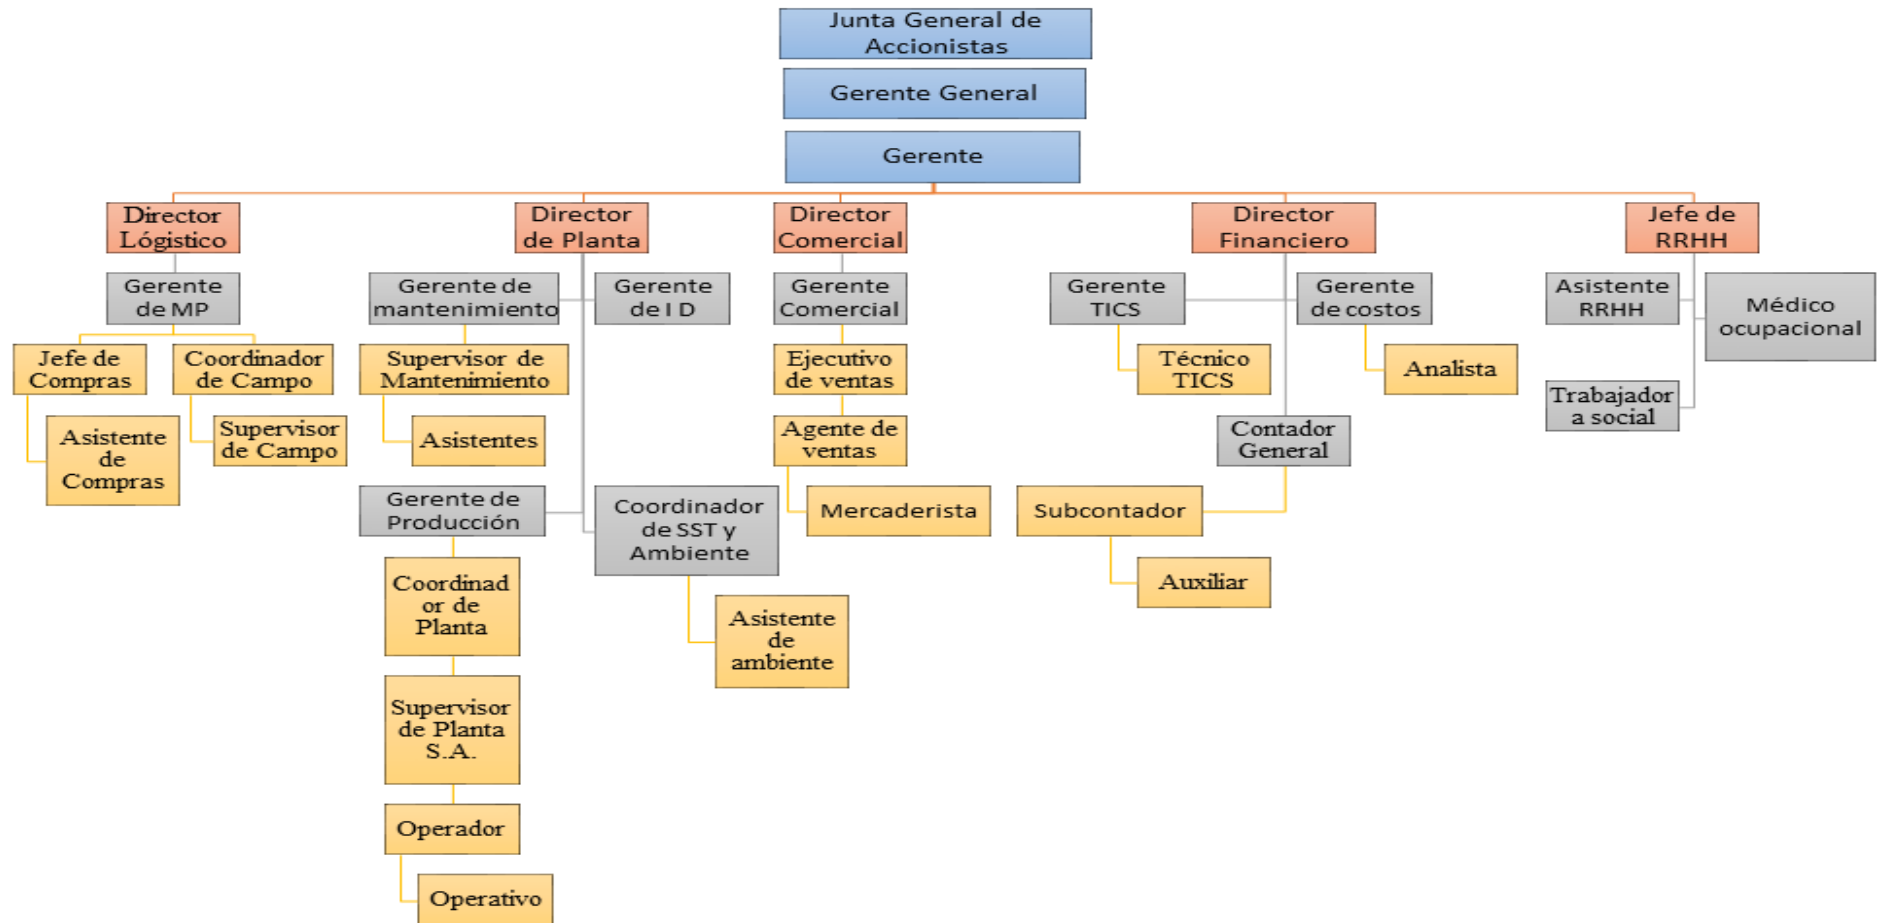 Junta General de
Accionistas
Gerente General
Gerente
Director
Lógistico
Director
de Planta
Director
Comercial
Director
Financiero
Jefe de
RRHH
Gerente
de MP
Gerente de
mantenimiento
Gerente
de I D
Gerente
Comercial
Gerente
TICS
Gerente
de costos
Asistente
RRHH
Médico
ocupacional
Jefe de
Compras
Coordinador
de Campo
Supervisor de
Mantenimiento
Ejecutivo
de ventas
Técnico
TICS
Analista
Trabajador
a social
Asistente
de
Compras
Supervisor
de Campo
Asistentes
Agente de
ventas
Contador
General
Gerente de
Producción
Coordinador
de SST y
Ambiente
Mercaderista
Subcontador
Coordinad
or de
Planta
Auxiliar
Asistente
de
ambiente
Supervisor
de Planta
S.A.
Operador
Operativo